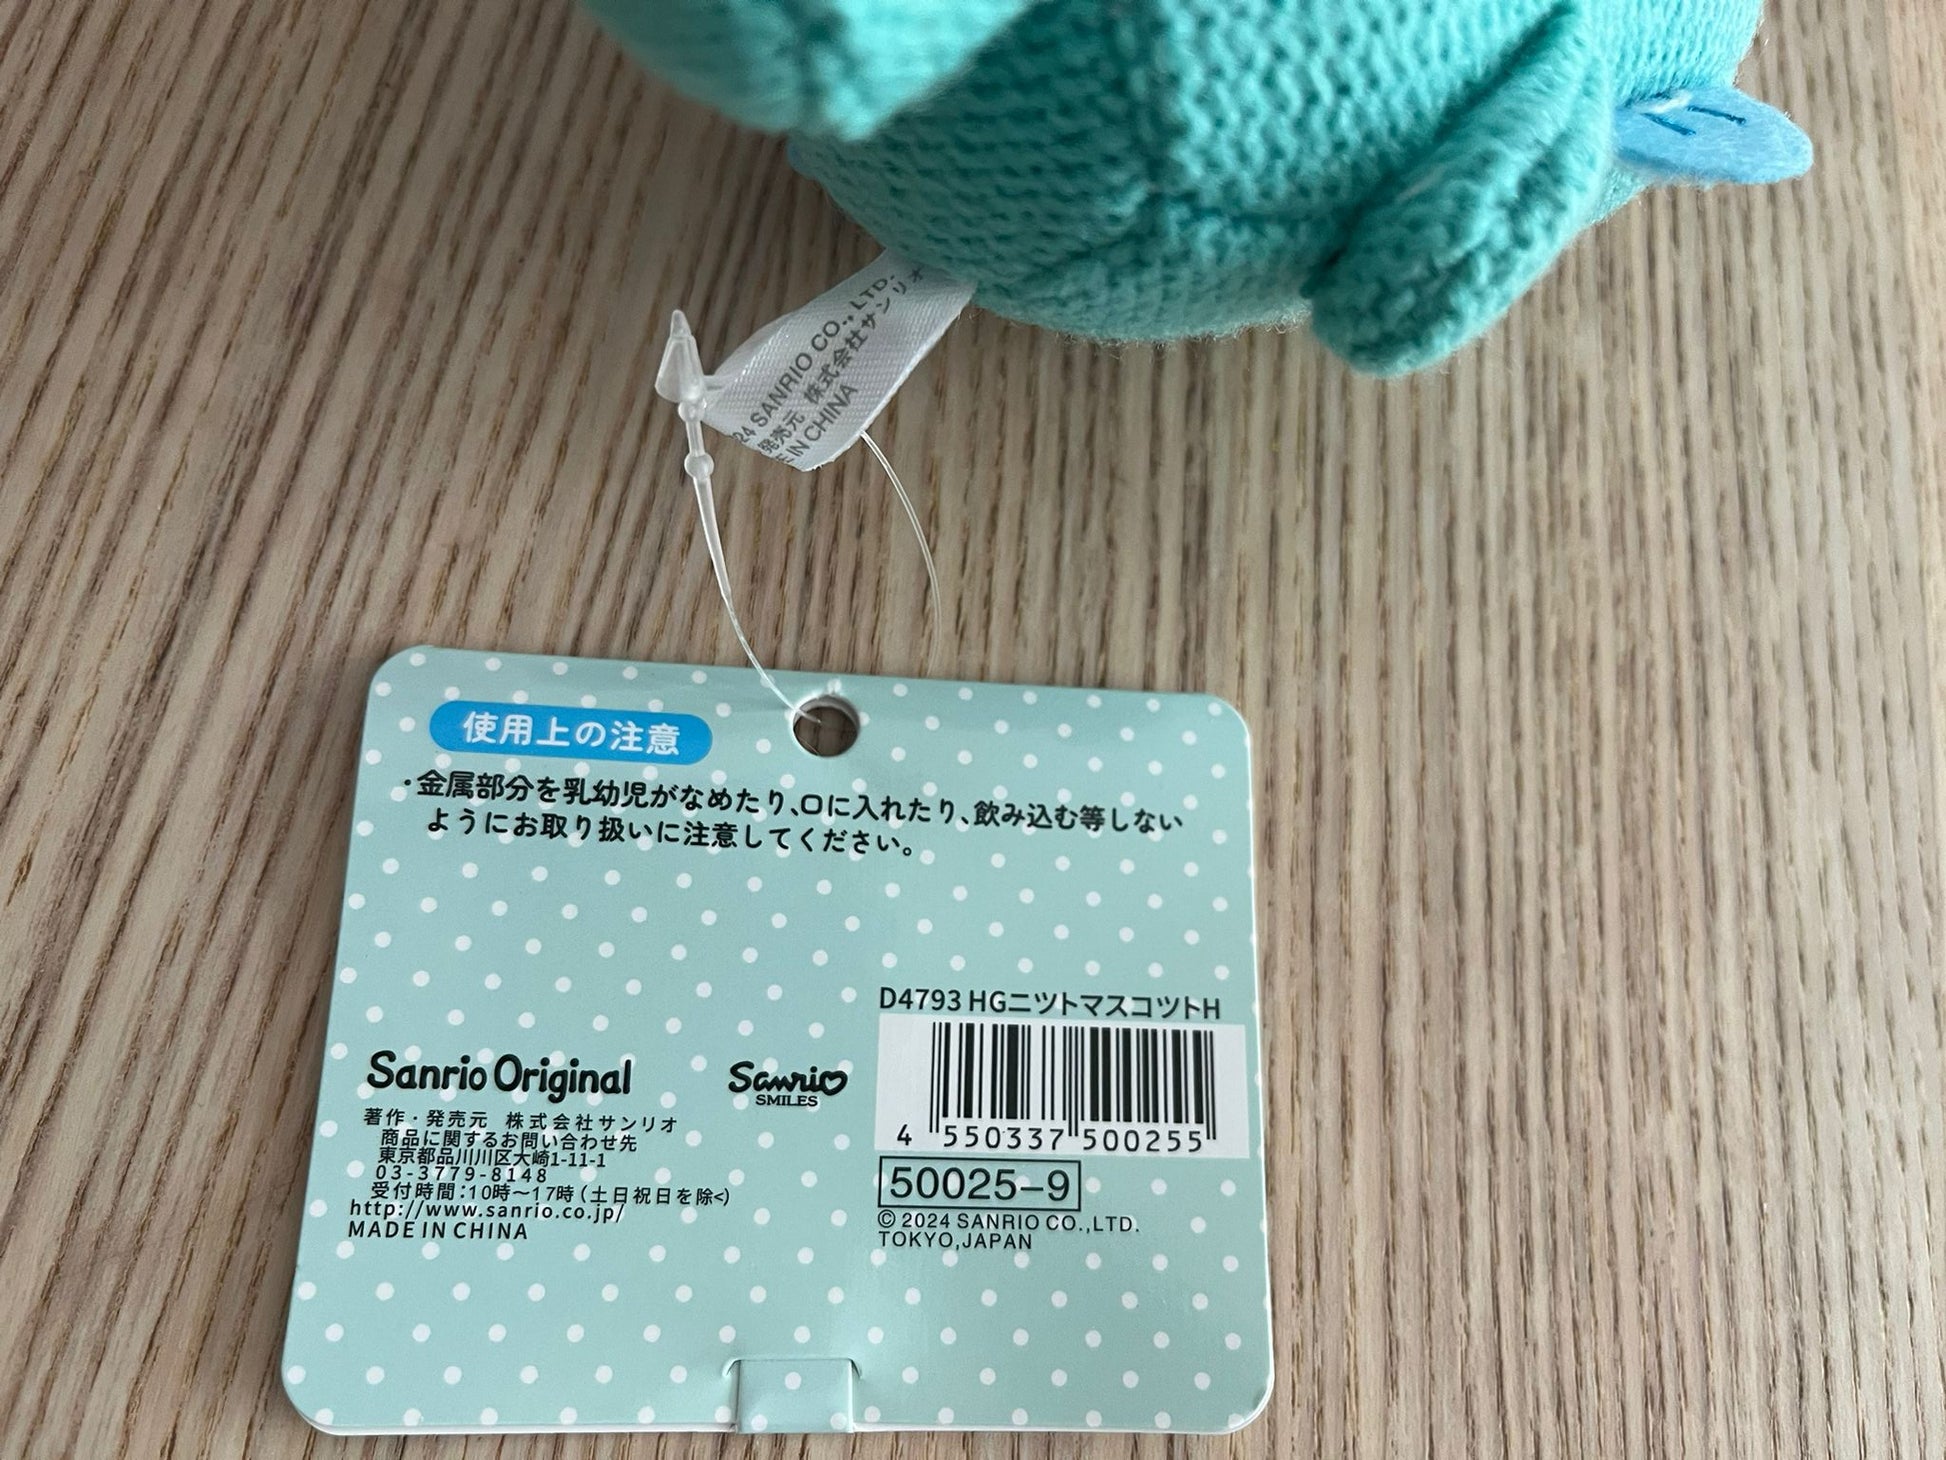 24 SANRIO CO., LTD.
発売元 株式会社サンリオ
IN CHINA
使用上の注意
・金属部分を乳幼児がなめたり、口に入れたり、飲み込む等しない
ようにお取り扱いに注意してください。
D4793 HGニツトマスコツトH
4 550337 500255
50025-9
© 2024 SANRIO CO.,LTD.
TOKYO,JAPAN
Sanrio Original
Sanrio
SMILES
著作・発売元 株式会社サンリオ
商品に関するお問い合わせ先
東京都品川区大崎1-11-1
03-3779-8148
受付時間:10時〜17時(土日祝日を除く)
http://www.sanrio.co.jp/
MADE IN CHINA